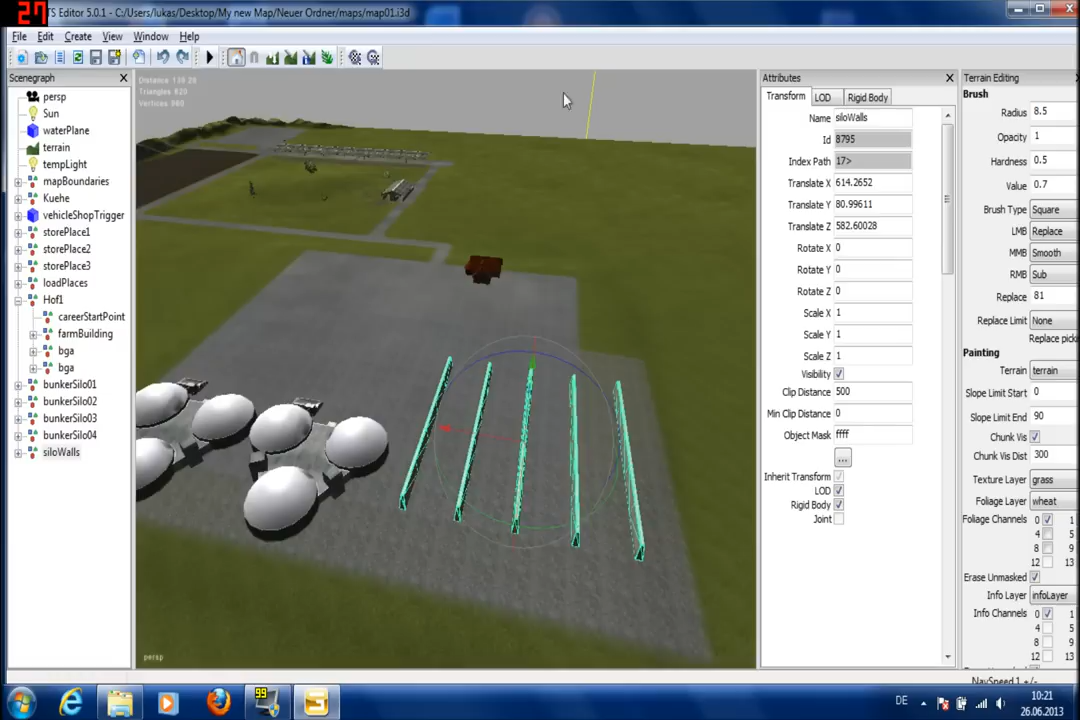 27
TS Editor 5.0.1 - C:/Users/lukas/Desktop/My new Map/Neuer Ordner/maps/map01.i3d
File Edit Create View Window Help
Scenegraph
persp
Sun
waterPlane
terrain
tempLight
mapBoundaries
Kuehe
vehicleShopTrigger
storePlace1
storePlace2
storePlace3
loadPlaces
Hof1
careerStartPoint
farmBuilding
bga
bga
bunkerSilo01
bunkerSilo02
bunkerSilo03
bunkerSilo04
siloWalls
Triangles 820
persp
Attributes
Transform LOD Rigid Body
Name siloWalls
Id 8795
Index Path 17>
Translate X 614.2652
Translate Y 80.99611
Translate Z 582.60028
Rotate X 0
Rotate Y 0
Rotate Z 0
Scale X 1
Scale Y 1
Scale Z 1
Visibility
Clip Distance 500
Min Clip Distance 0
Object Mask ffff
...
Inherit Transform
LOD
Rigid Body
Joint
Terrain Editing
Brush
Radius 8.5
Opacity 1
Hardness 0.5
Value 0.7
Brush Type Square
LMB Replace
MMB Smooth
RMB Sub
Replace 81
Replace Limit None
Replace pick
Painting
Terrain terrain
Slope Limit Start 0
Slope Limit End 90
Chunk Vis
Chunk Vis Dist 300
Texture Layer grass
Foliage Layer wheat
Foliage Channels 0 1
4 5
8 9
12 13
Erase Unmasked
Info Layer infoLayer
Info Channels 0 1
4 5
8 9
12 13
NavSpeed 1 +/-
99
DE
10:21
26.06.2013